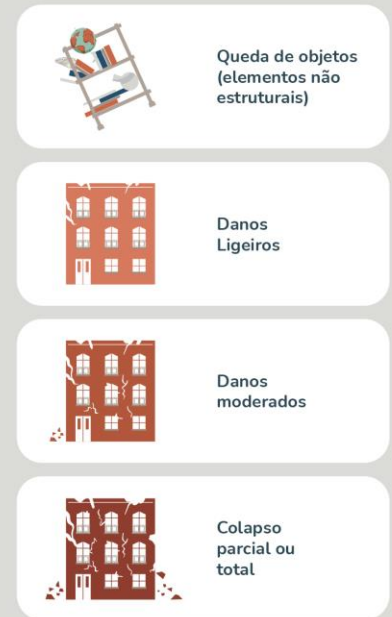 Queda de objetos
(elementos não
estruturais)
Danos
Ligeiros
Danos
moderados
Colapso
parcial ou
total